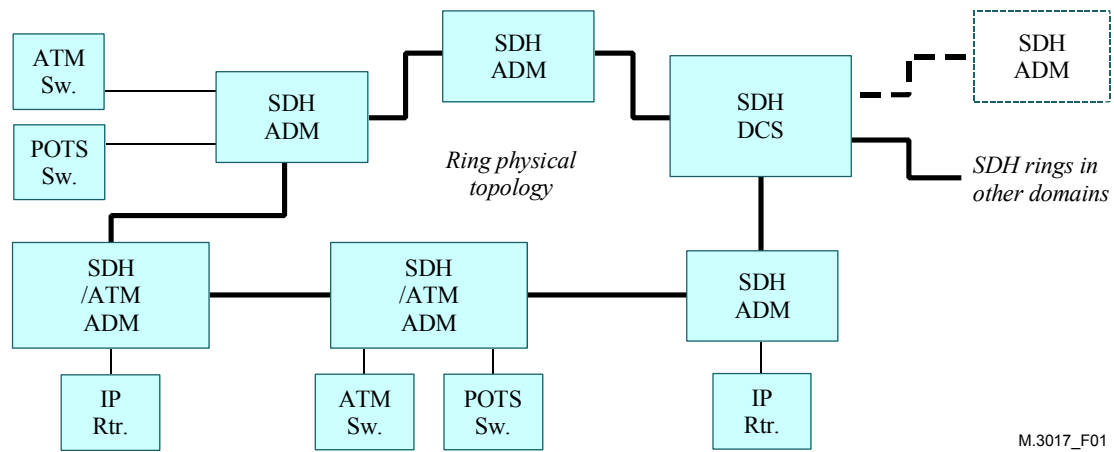 ATM
Sw.
SDH
ADM
SDH
ADM
SDH
DCS
SDH
ADM
POTS
Sw.
Ring physical
topology
SDH rings in
other domains
SDH
/ATM
ADM
SDH
/ATM
ADM
SDH
ADM
IP
Rtr.
ATM
Sw.
POTS
Sw.
IP
Rtr.
M.3017_F01